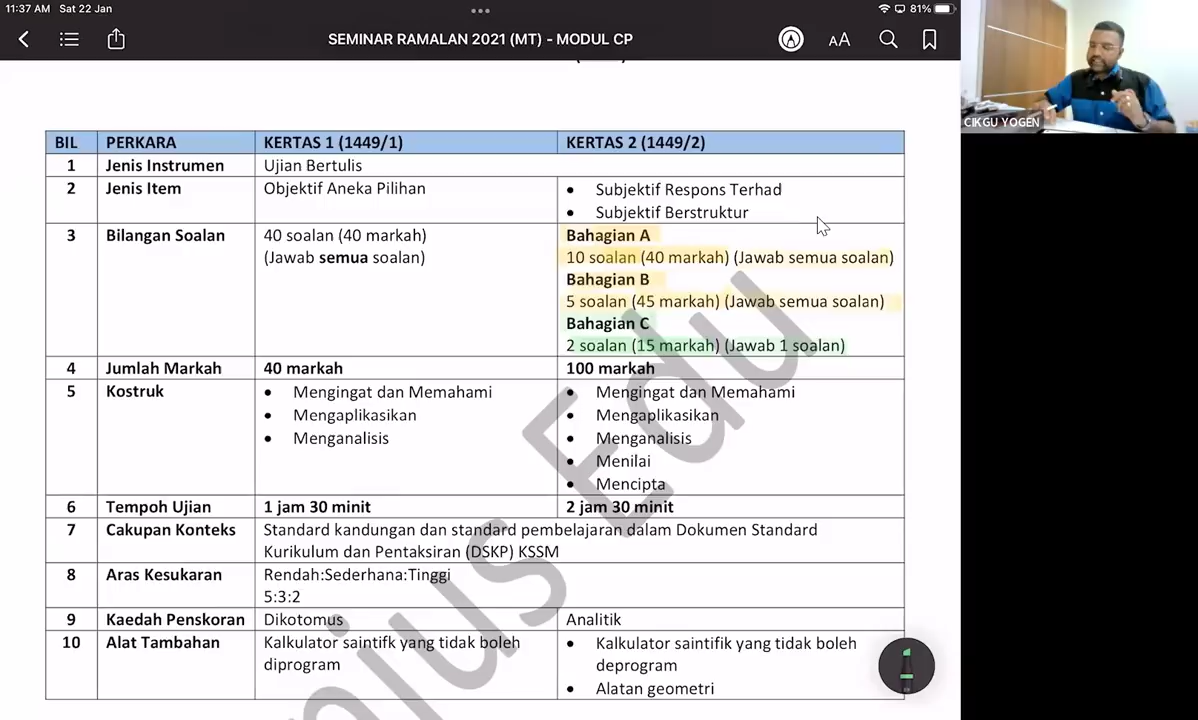 11:37 AM Sat 22 Jan
81%
SEMINAR RAMALAN 2021 (MT) - MODUL CP
AA
CIKGU YOGEN
BIL PERKARA KERTAS 1 (1449/1) KERTAS 2 (1449/2)
1 Jenis Instrumen Ujian Bertulis
2 Jenis Item Objektif Aneka Pilihan • Subjektif Respons Terhad
• Subjektif Berstruktur
3 Bilangan Soalan 40 soalan (40 markah) Bahagian A
(Jawab semua soalan) 10 soalan (40 markah) (Jawab semua soalan)
Bahagian B
5 soalan (45 markah) (Jawab semua soalan)
Bahagian C
2 soalan (15 markah) (Jawab 1 soalan)
4 Jumlah Markah 40 markah 100 markah
5 Kostruk • Mengingat dan Memahami • Mengingat dan Memahami
• Mengaplikasikan • Mengaplikasikan
• Menganalisis • Menganalisis
• Menilai
• Mencipta
6 Tempoh Ujian 1 jam 30 minit 2 jam 30 minit
7 Cakupan Konteks Standard kandungan dan standard pembelajaran dalam Dokumen Standard
Kurikulum dan Pentaksiran (DSKP) KSSM
8 Aras Kesukaran Rendah:Sederhana:Tinggi
5:3:2
9 Kaedah Penskoran Dikotomus Analitik
10 Alat Tambahan Kalkulator saintifk yang tidak boleh • Kalkulator saintifik yang tidak boleh
diprogram deprogram
• Alatan geometri
Edu